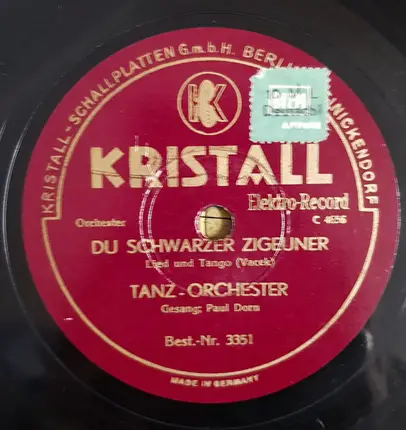 KRISTALL-SCHALLPLATTEN G.m.b.H. BERLIN NICKENDORF
K
KRISTALL
Elektro-Record
C 4656
Orchester
DU SCHWARZER ZIGEUNER
Lied und Tango (Vacek)
TANZ-ORCHESTER
Gesang: Paul Dorn
Best.-Nr. 3351
MADE IN GERMANY